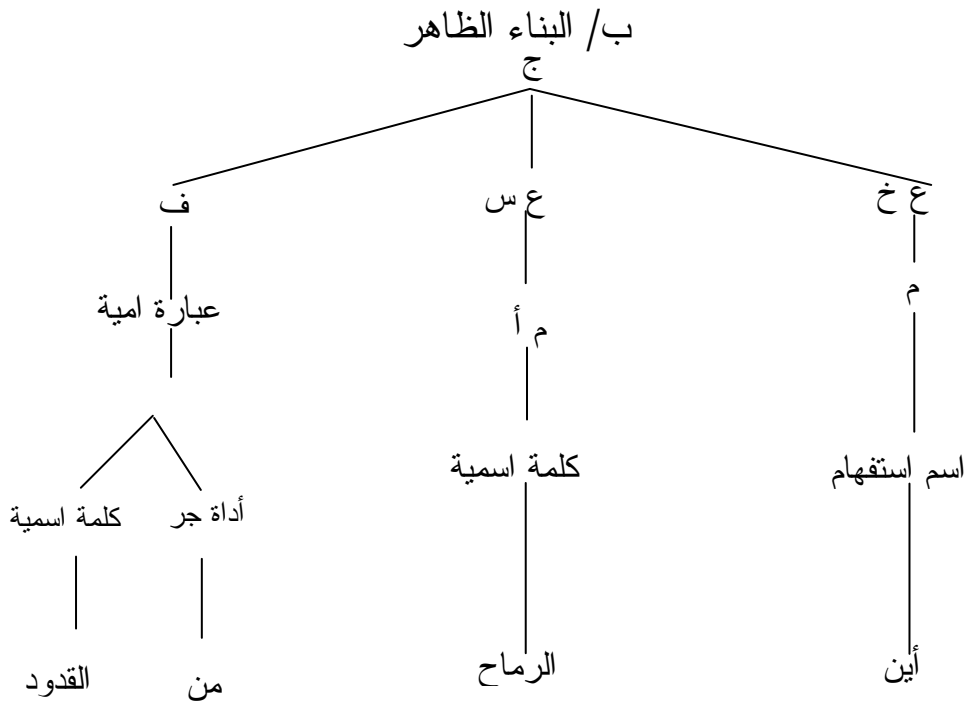 ب/ البناء الظاهر
ج
ع خ ع س ف
م
عبارة امية
م أ
اسم استفهام كلمة اسمية
أداة جر كلمة اسمية
أين الرماح من القدود